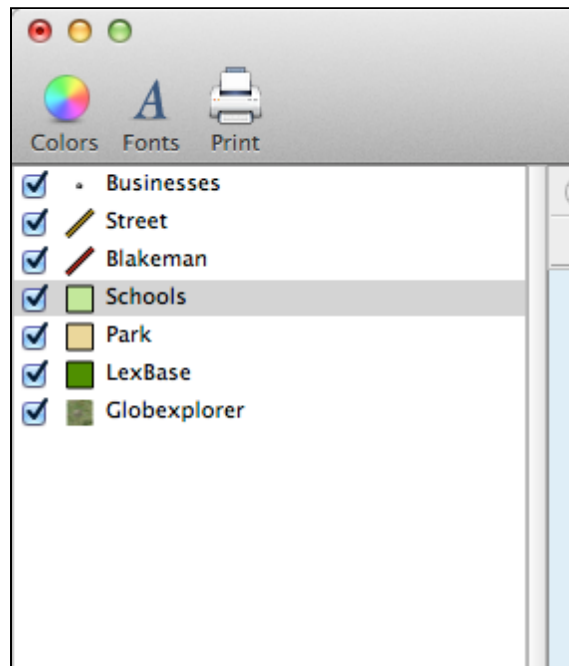 Colors Fonts Print
Businesses
Street
Blakeman
Schools
Park
LexBase
Globexplorer